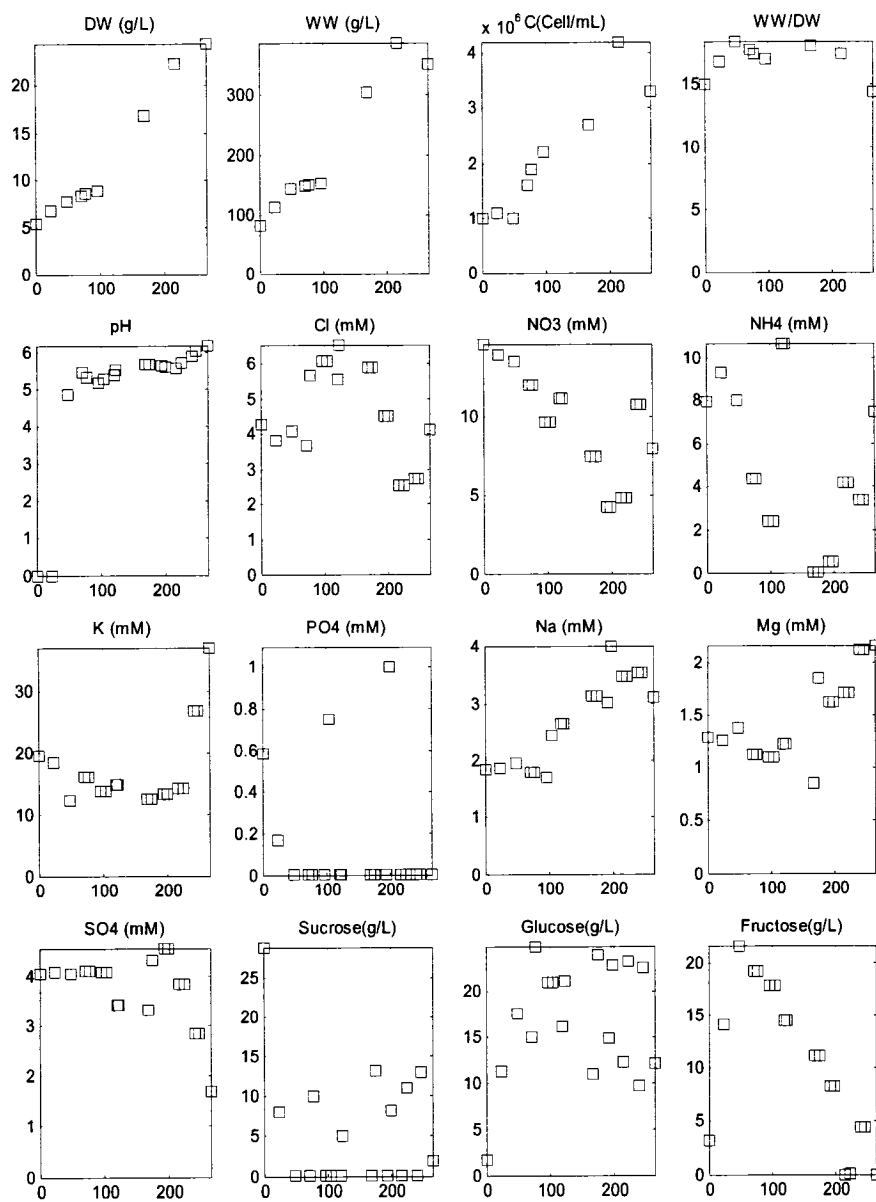 DW (g/L) WW (g/L) x 10^6 C(Cell/mL) WW/DW
20 15 10 5 0
300 200 100 0
4 3 2 1 0
15 10 5 0
0 100 200 0 100 200 0 100 200 0 100 200
pH Cl (mM) NO3 (mM) NH4 (mM)
6 5 4 3 2 1 0
6 5 4 3 2 1 0
10 5 0
10 8 6 4 2 0
0 100 200 0 100 200 0 100 200 0 100 200
K (mM) PO4 (mM) Na (mM) Mg (mM)
30 20 10 0
1 0.8 0.6 0.4 0.2 0
4 3 2 1 0
2 1.5 1 0.5 0
0 100 200 0 100 200 0 100 200 0 100 200
SO4 (mM) Sucrose(g/L) Glucose(g/L) Fructose(g/L)
4 3 2 1 0
25 20 15 10 5 0
20 15 10 5 0
20 15 10 5 0
0 100 200 0 100 200 0 100 200 0 100 200